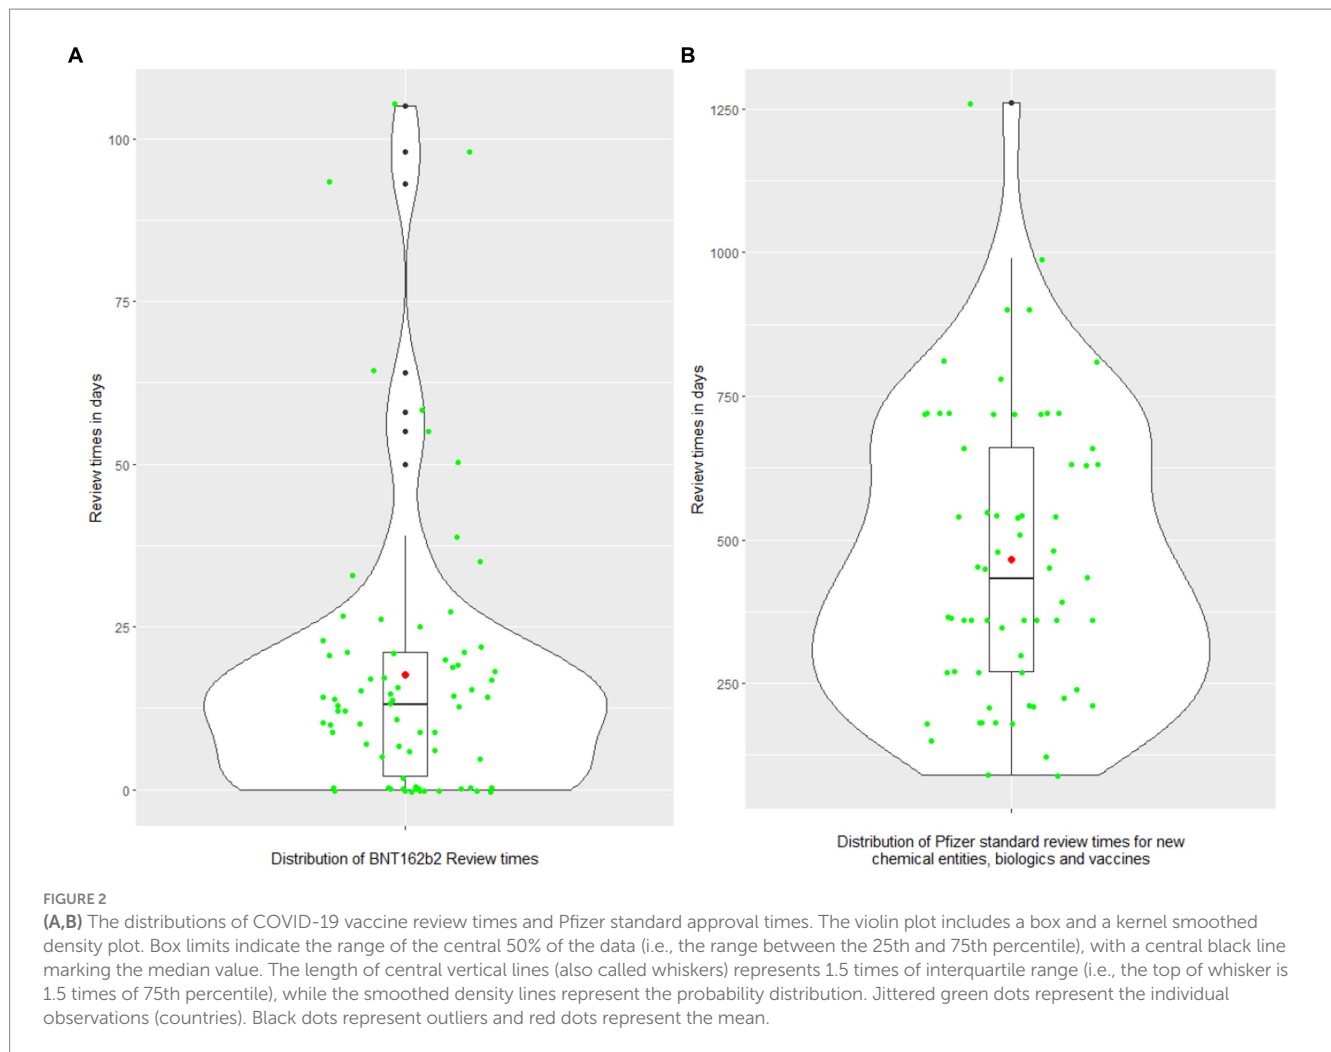 A
B
100
75
50
25
0
Review times in days
Distribution of BNT162b2 Review times
1250
1000
750
500
250
Review times in days
Distribution of Pfizer standard review times for new
chemical entities, biologics and vaccines
FIGURE 2
(A,B) The distributions of COVID-19 vaccine review times and Pfizer standard approval times. The violin plot includes a box and a kernel smoothed
density plot. Box limits indicate the range of the central 50% of the data (i.e., the range between the 25th and 75th percentile), with a central black line
marking the median value. The length of central vertical lines (also called whiskers) represents 1.5 times of interquartile range (i.e., the top of whisker is
1.5 times of 75th percentile), while the smoothed density lines represent the probability distribution. Jittered green dots represent the individual
observations (countries). Black dots represent outliers and red dots represent the mean.